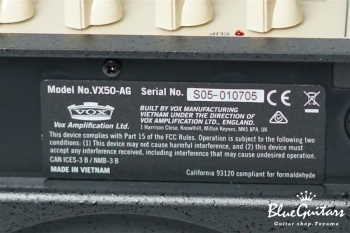 CLIP
Model No.VX50-AG Serial No. S05-010705
VOX
Vox Amplification Ltd.
BUILT BY VOX MANUFACTURING
VIETNAM UNDER THE DIRECTION OF
VOX AMPLIFICATION LTD., ENGLAND.
1 Harrison Close, Knowlhill, Milton Keynes, MK5 8PA, UK
This device complies with Part 15 of the FCC Rules. Operation is subject to the following two
conditions: (1) This device may not cause harmful interference, and (2) this device must
accept any interference received, including interference that may cause undesired operation.
CAN ICES-3 B / NMB-3 B
MADE IN VIETNAM California 93120 compliant for formaldehyde
BlueGuitars
Guitar shop.Toyama